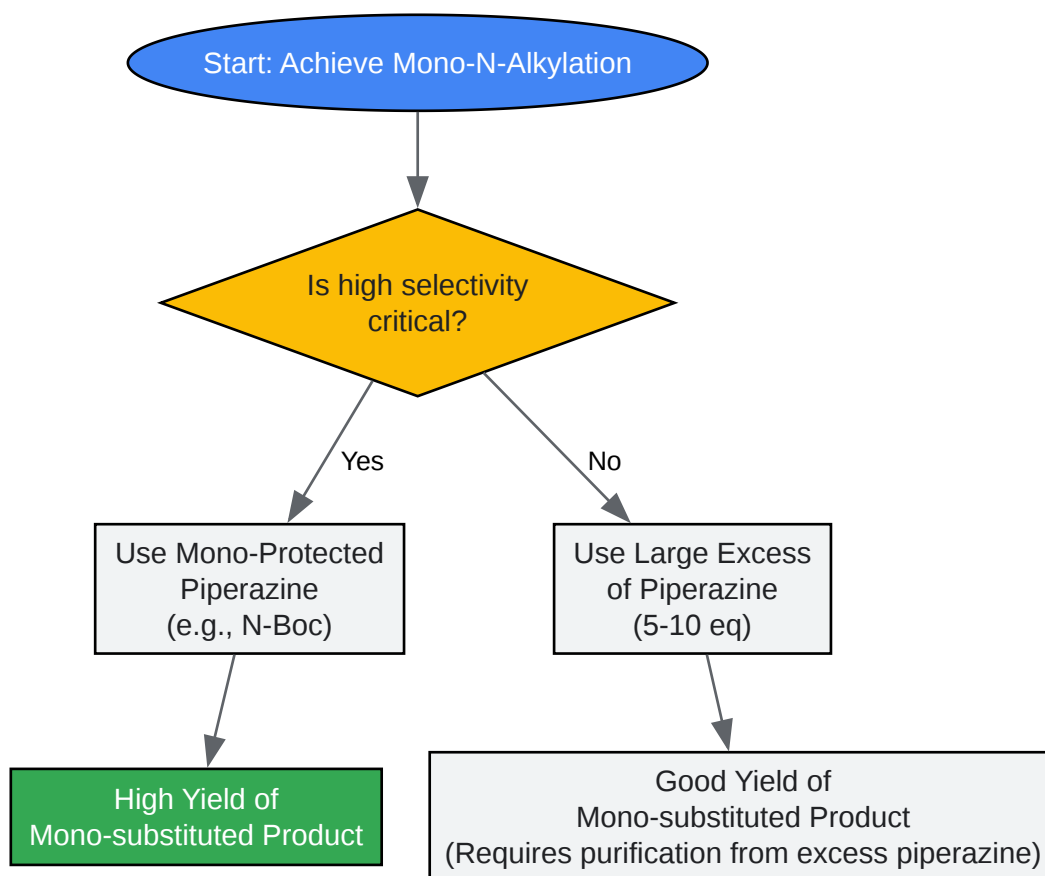 Start: Achieve Mono-N-Alkylation
Is high selectivity
critical?
Yes
No
Use Mono-Protected
Piperazine
(e.g., N-Boc)
Use Large Excess
of Piperazine
(5-10 eq)
High Yield of
Mono-substituted Product
Good Yield of
Mono-substituted Product
(Requires purification from excess piperazine)